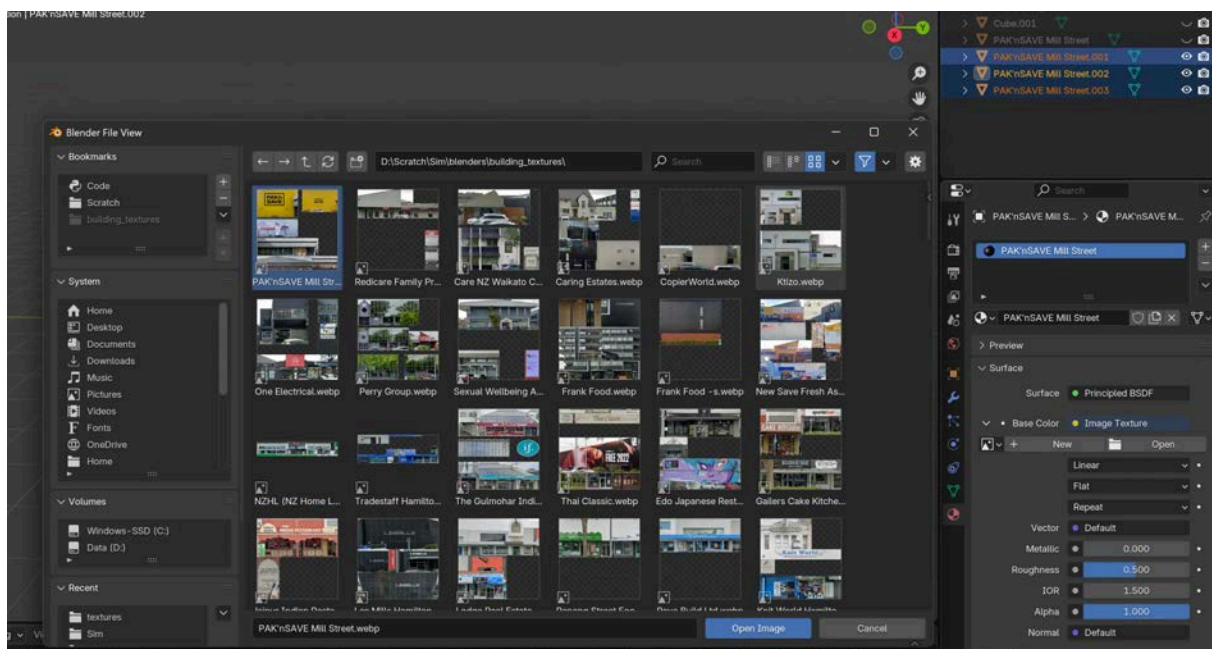 ion | PAK'nSAVE Mill Street.002
X
Y
Cube.001
PAK'nSAVE Mill Street
PAK'nSAVE Mill Street.001
PAK'nSAVE Mill Street.002
PAK'nSAVE Mill Street.003
Blender File View
Bookmarks
Code
Scratch
building_textures
System
Home
Desktop
Documents
Downloads
Music
Pictures
Videos
Fonts
OneDrive
Home
Volumes
Windows-SSD (C:)
Data (D:)
Recent
textures
Sim
D:\Scratch\Sim\blenders\building_textures\
Search
PAK'nSAVE Mill Str...
Redicare Family Pr...
Care NZ Waikato C...
Caring Estates.webp
CopierWorld.webp
Ktizo.webp
One Electrical.webp
Perry Group.webp
Sexual Wellbeing A...
Frank Food.webp
Frank Food -s.webp
New Save Fresh As...
NZHL (NZ Home L...
Tradestaff Hamilto...
The Gulmohar Indi...
Thai Classic.webp
Edo Japanese Rest...
Gailers Cake Kitche...
PAK'nSAVE Mill Street.webp
Open Image
Cancel
Search
PAK'nSAVE Mill S... > PAK'nSAVE M...
PAK'nSAVE Mill Street
PAK'nSAVE Mill Street
Preview
Surface
Surface Principled BSDF
Base Color Image Texture
New Open
Linear
Flat
Repeat
Vector Default
Metallic 0.000
Roughness 0.500
IOR 1.500
Alpha 1.000
Normal Default